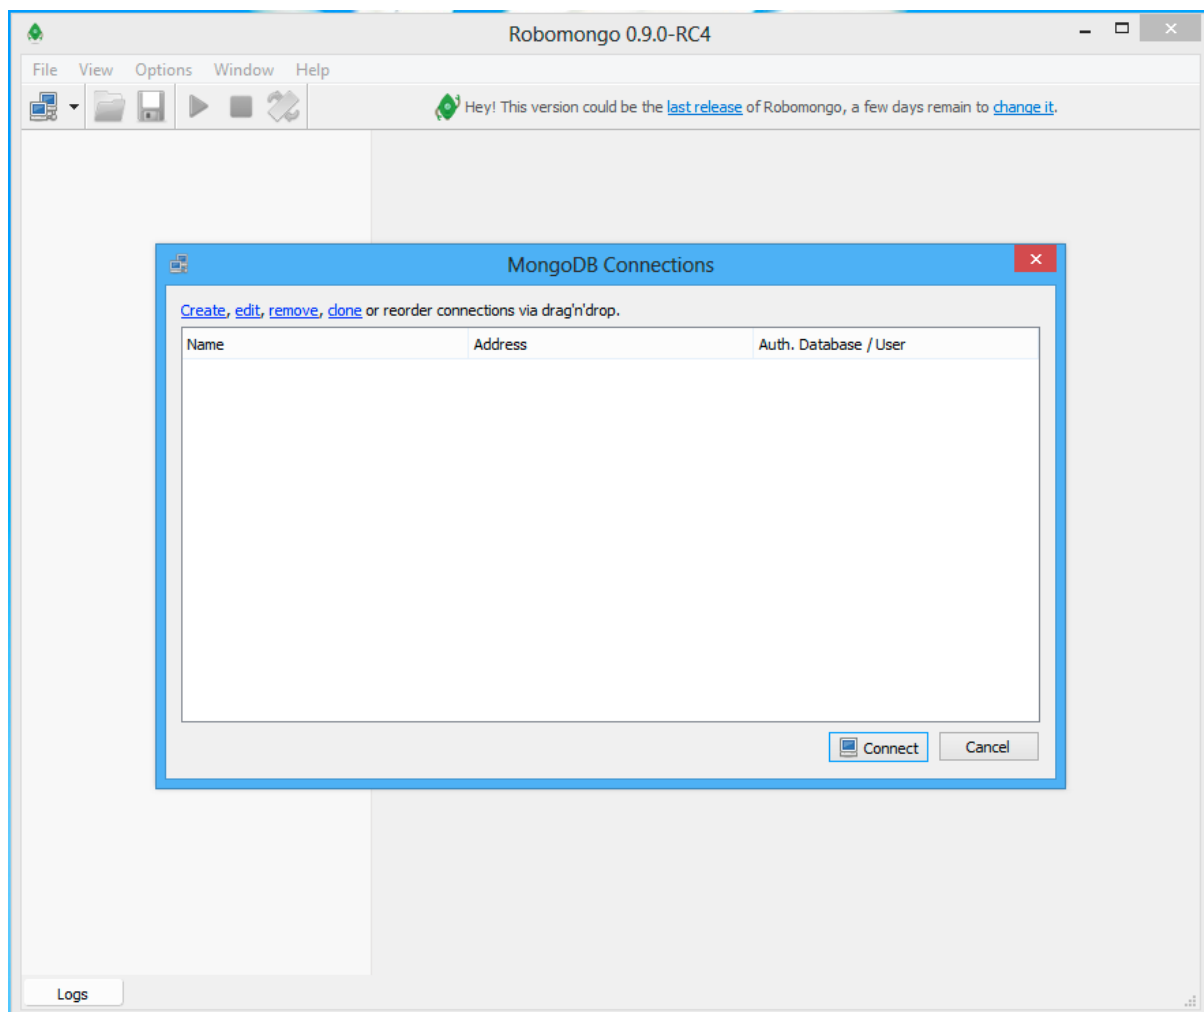 Robomongo 0.9.0-RC4
File View Options Window Help
Hey! This version could be the last release of Robomongo, a few days remain to change it.
MongoDB Connections
Create, edit, remove, clone or reorder connections via drag'n'drop.
Name Address Auth. Database / User
Connect Cancel
Logs